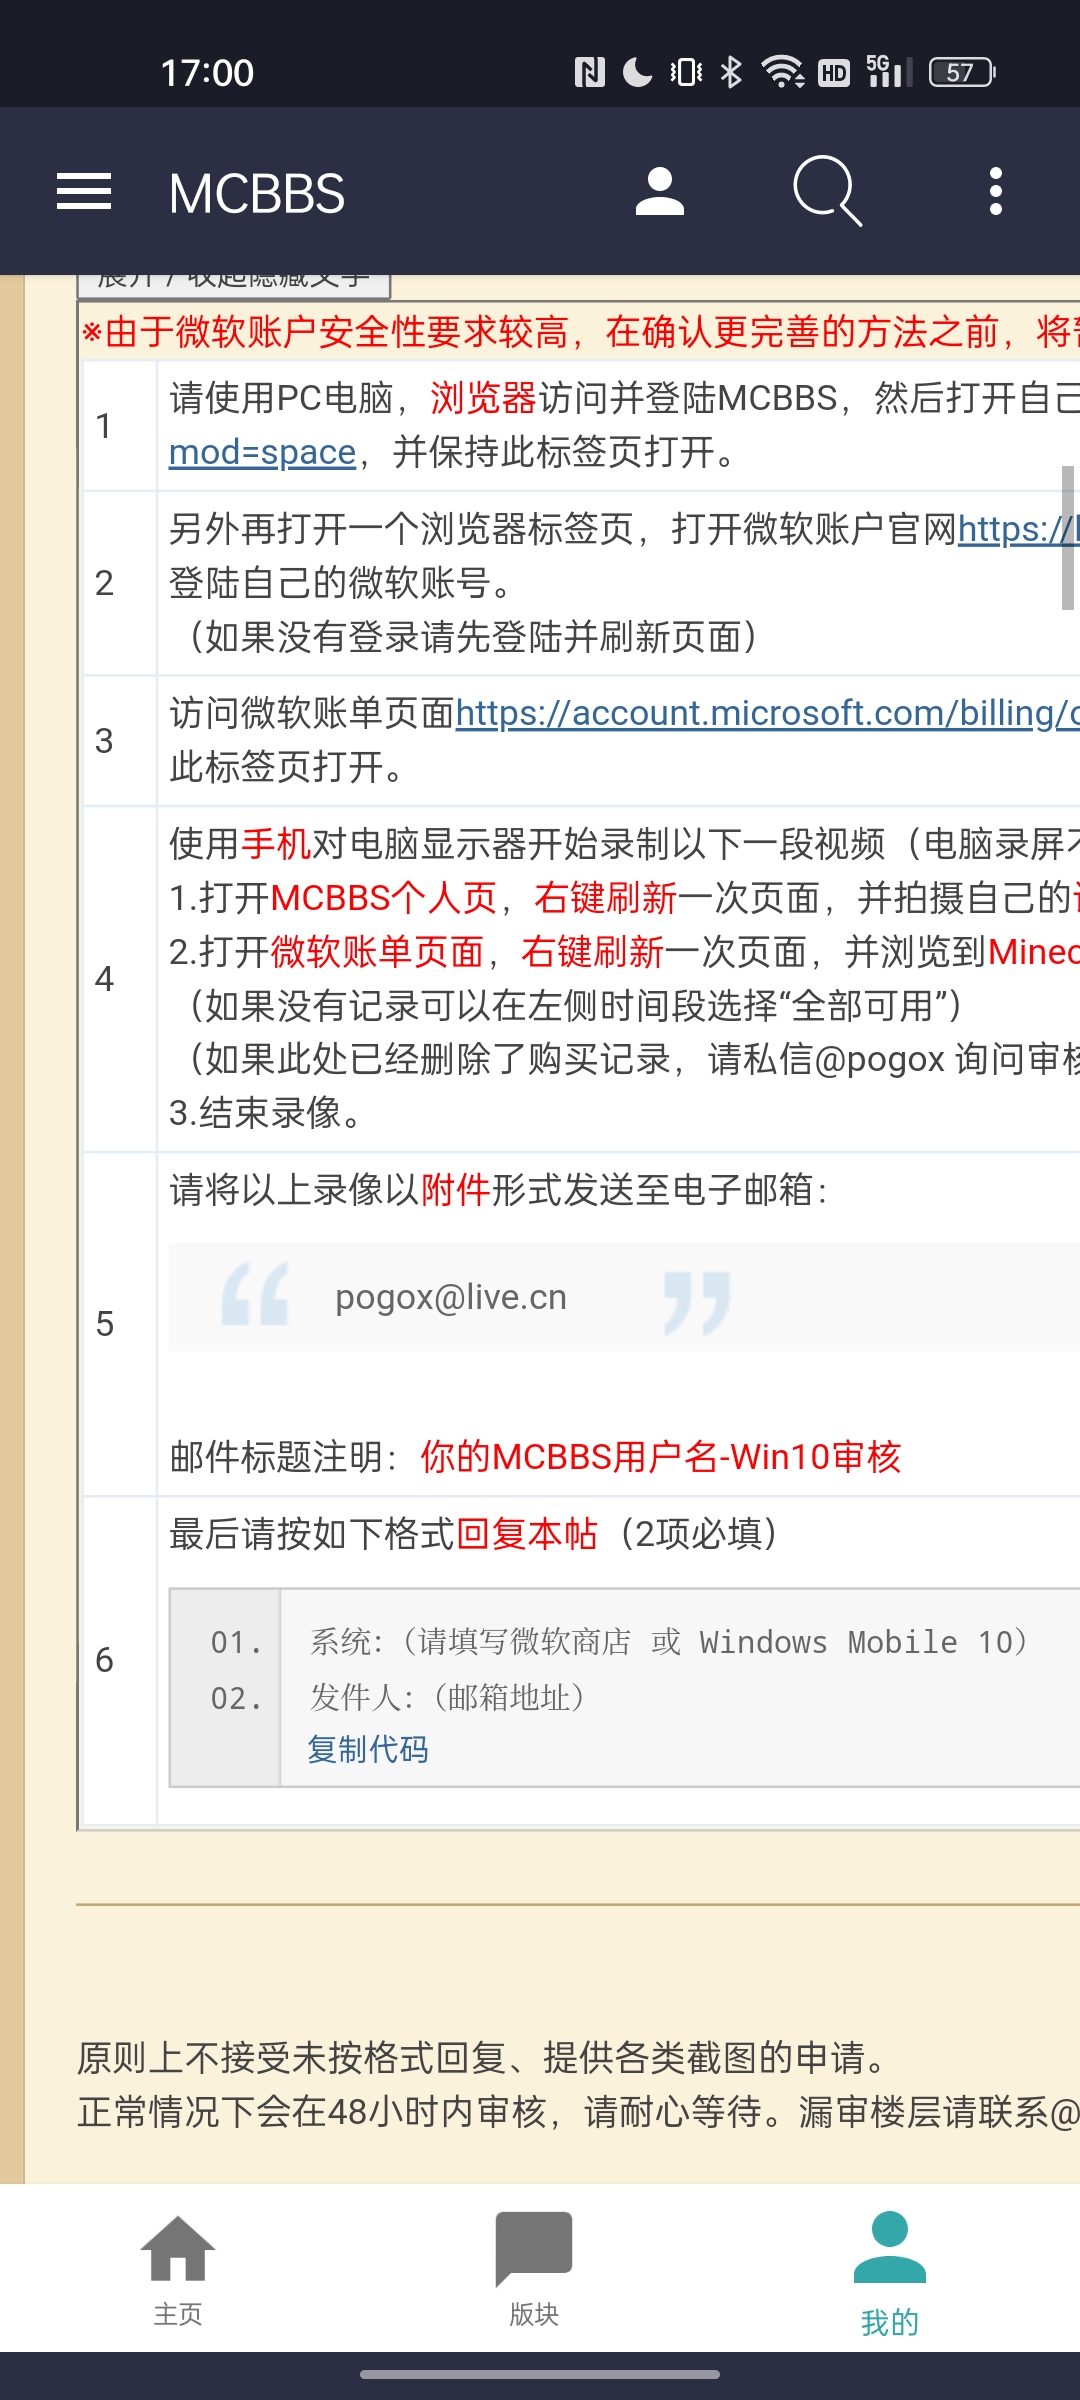 17:00
HD 5G 57
MCBBS
展开 / 收起隐藏文字
※由于微软账户安全性要求较高，在确认更完善的方法之前，将
1
请使用PC电脑，浏览器访问并登陆MCBBS，然后打开自己
mod=space，并保持此标签页打开。
2
另外再打开一个浏览器标签页，打开微软账户官网https://
登陆自己的微软账号。
（如果没有登录请先登陆并刷新页面）
3
访问微软账单页面https://account.microsoft.com/billing/
此标签页打开。
4
使用手机对电脑显示器开始录制以下一段视频（电脑录屏不
1.打开MCBBS个人页，右键刷新一次页面，并拍摄自己的
2.打开微软账单页面，右键刷新一次页面，并浏览到Minec
（如果没有记录可以在左侧时间段选择“全部可用”）
（如果此处已经删除了购买记录，请私信@pogox 询问审核
3.结束录像。
5
请将以上录像以附件形式发送至电子邮箱：
pogox@live.cn
邮件标题注明：你的MCBBS用户名-Win10审核
6
最后请按如下格式回复本帖（2项必填）
01. 系统：（请填写微软商店 或 Windows Mobile 10）
02. 发件人：（邮箱地址）
复制代码
原则上不接受未按格式回复、提供各类截图的申请。
正常情况下会在48小时内审核，请耐心等待。漏审楼层请联系@
主页
版块
我的